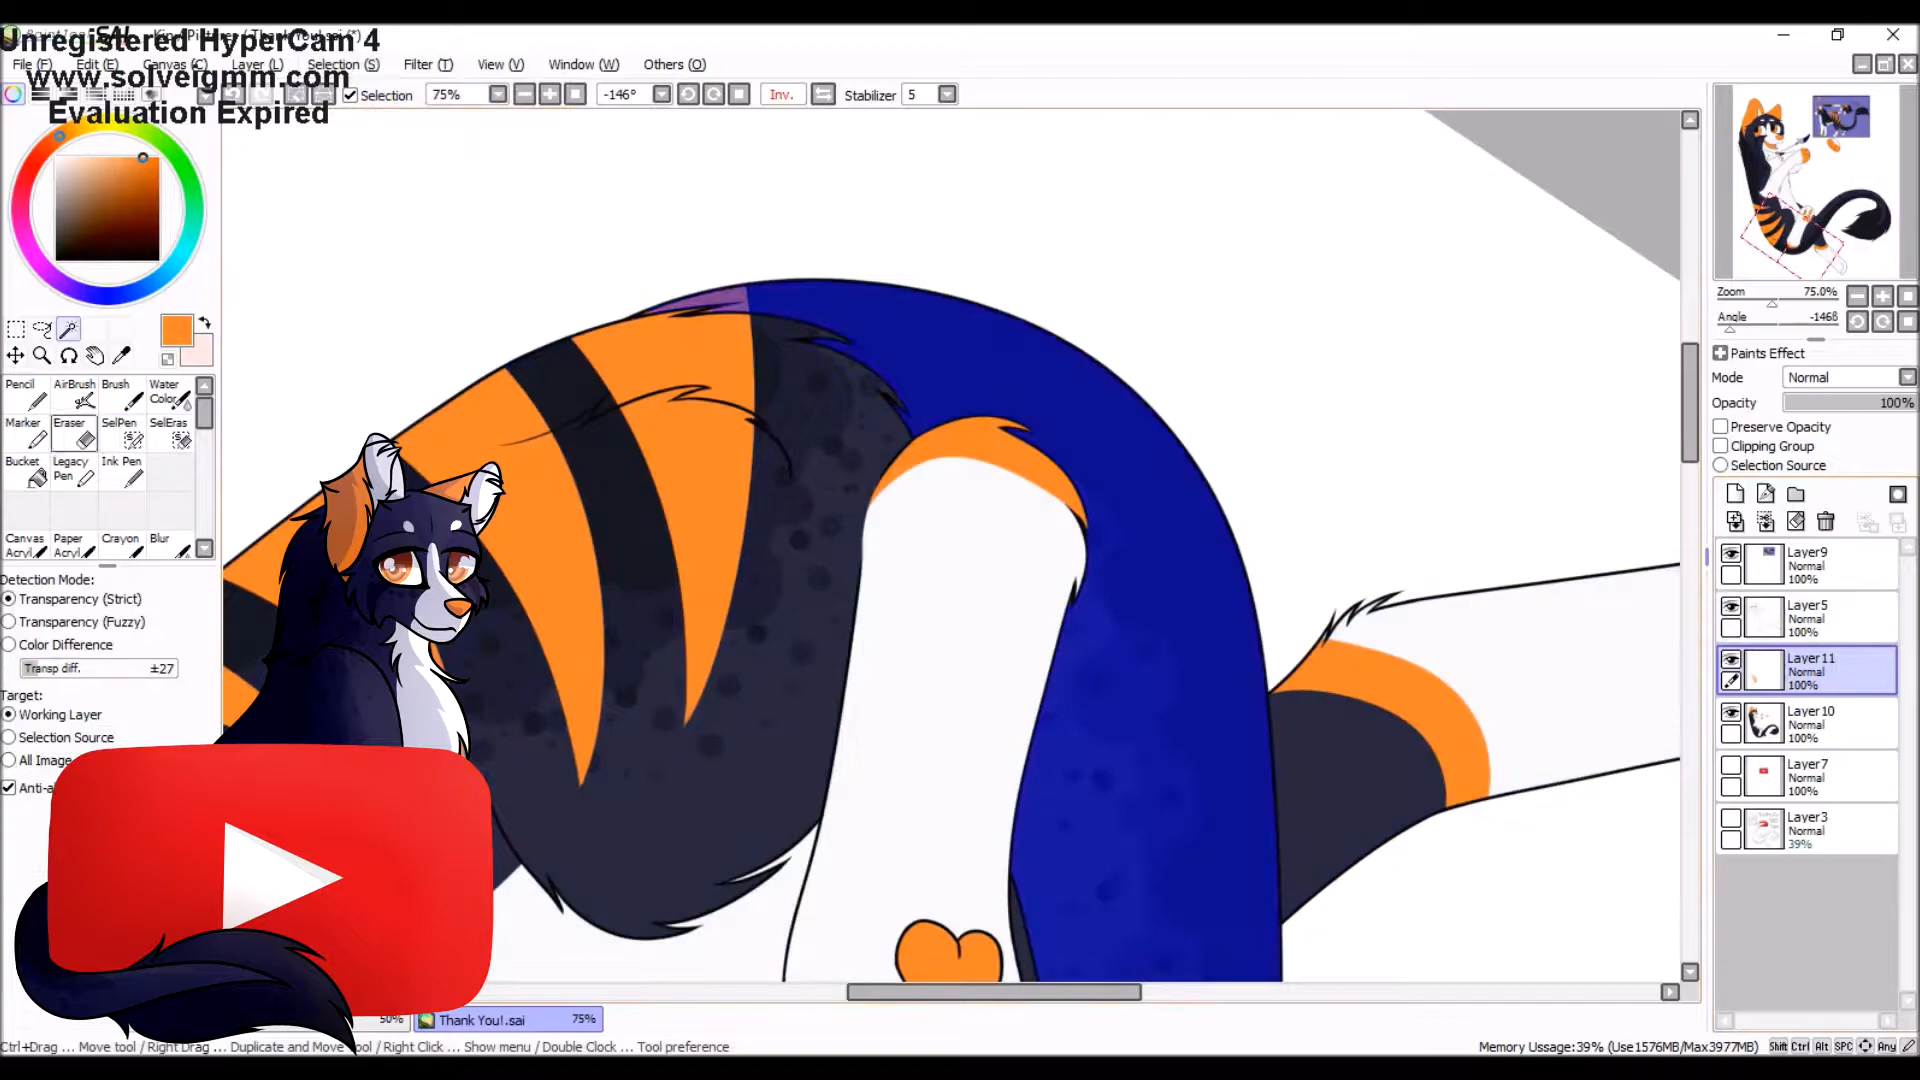 Unregistered HyperCam 4
www.solveigmm.com
Evaluation Expired
File (F) Edit (E) Canvas (C) Layer (L) Selection (S) Filter (T) View (V) Window (W) Others (O)
Selection 75% -146° Inv. Stabilizer 5
Pencil AirBrush Brush Water Color
Marker Eraser SelPen SelEras
Bucket Legacy Pen Ink Pen
Canvas Acryl. Paper Acryl. Crayon Blur
Detection Mode:
Transparency (Strict)
Transparency (Fuzzy)
Color Difference
Transp diff. ±27
Target:
Working Layer
Selection Source
All Image
Anti-a
Zoom 75.0%
Angle -146ß
Paints Effect
Mode Normal
Opacity 100%
Preserve Opacity
Clipping Group
Selection Source
Layer9
Normal
100%
Layer5
Normal
100%
Layer11
Normal
100%
Layer10
Normal
100%
Layer7
Normal
100%
Layer3
Normal
39%
50% Thank You!.sai 75%
Ctrl+Drag ... Move tool / Right Drag ... Duplicate and Move Tool / Right Click ... Show menu / Double Clock ... Tool preference
Memory Ussage:39% (Use1576MB/Max3977MB) Shift Ctrl Alt SPC Any